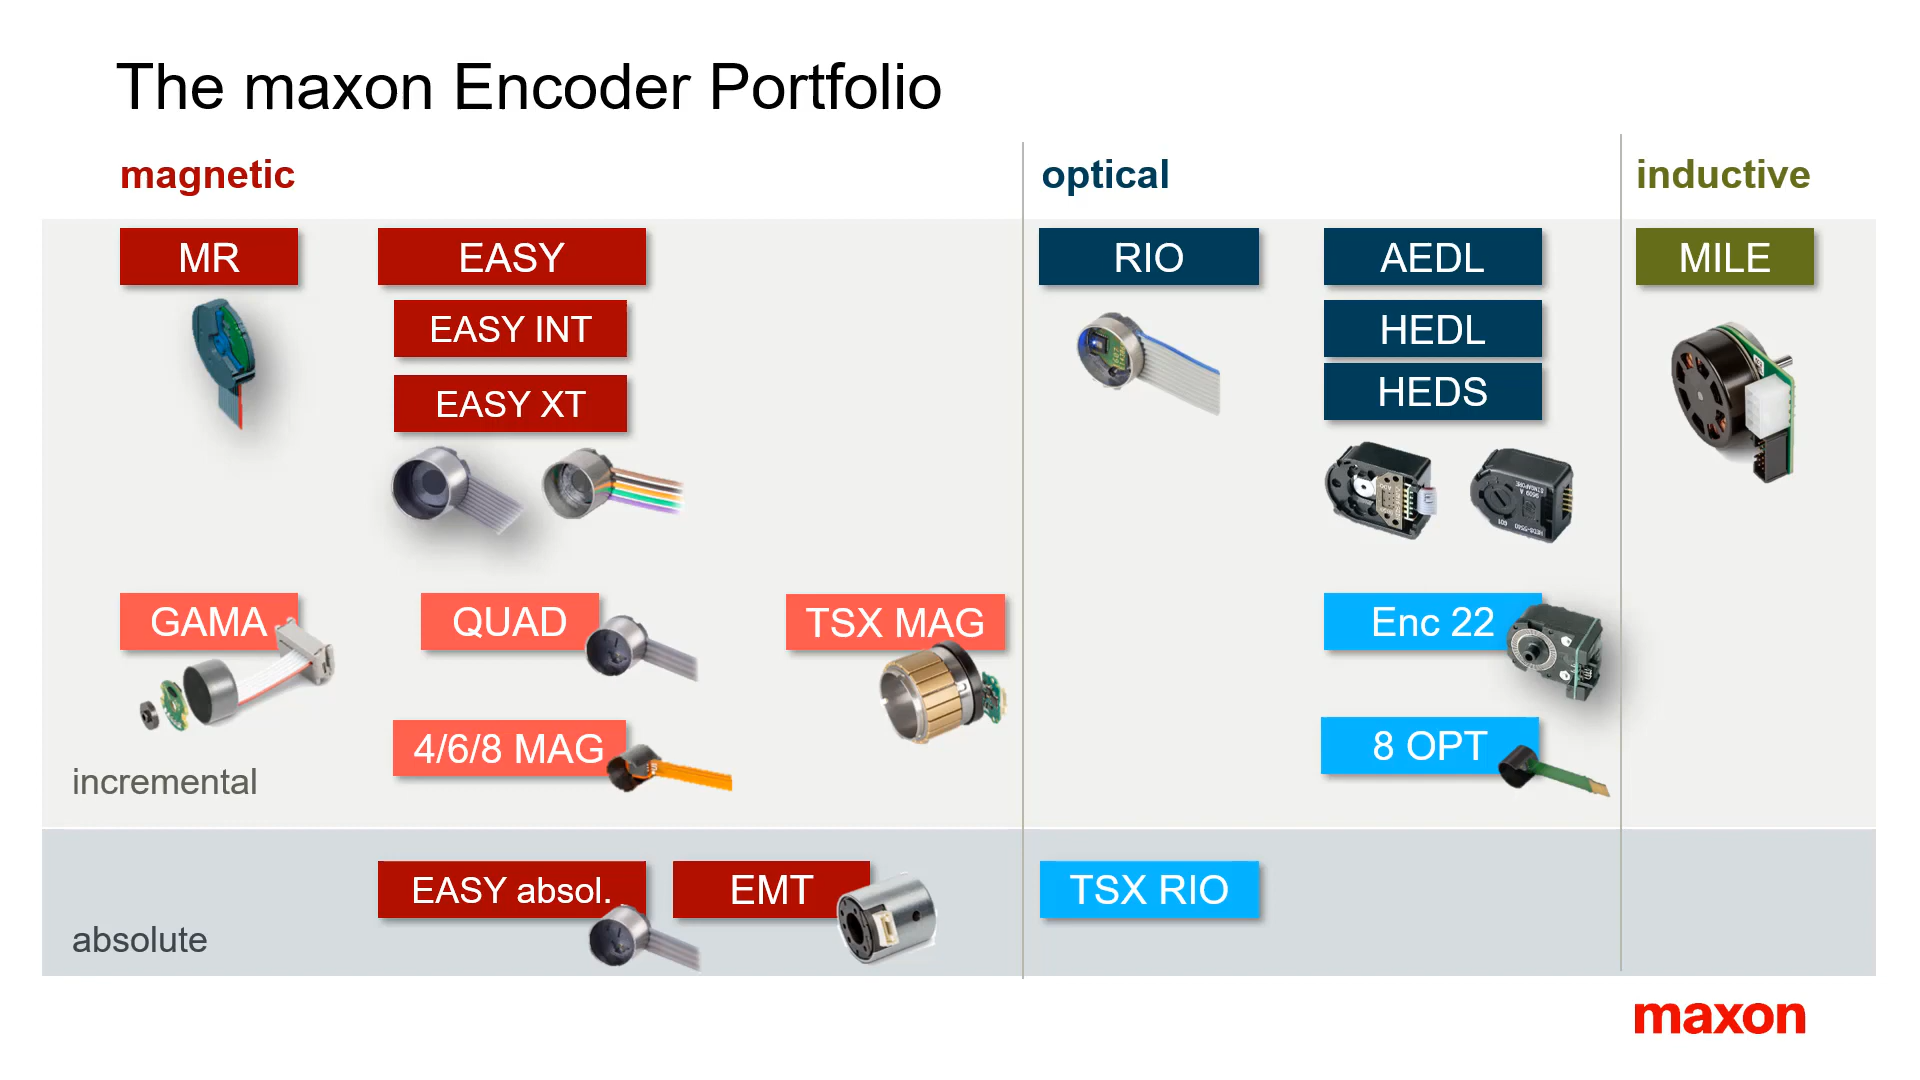 The maxon Encoder Portfolio
magnetic
optical
inductive
MR
EASY
RIO
AEDL
MILE
EASY INT
HEDL
EASY XT
HEDS
GAMA
QUAD
TSX MAG
Enc 22
4/6/8 MAG
8 OPT
incremental
EASY absol.
EMT
TSX RIO
absolute
maxon